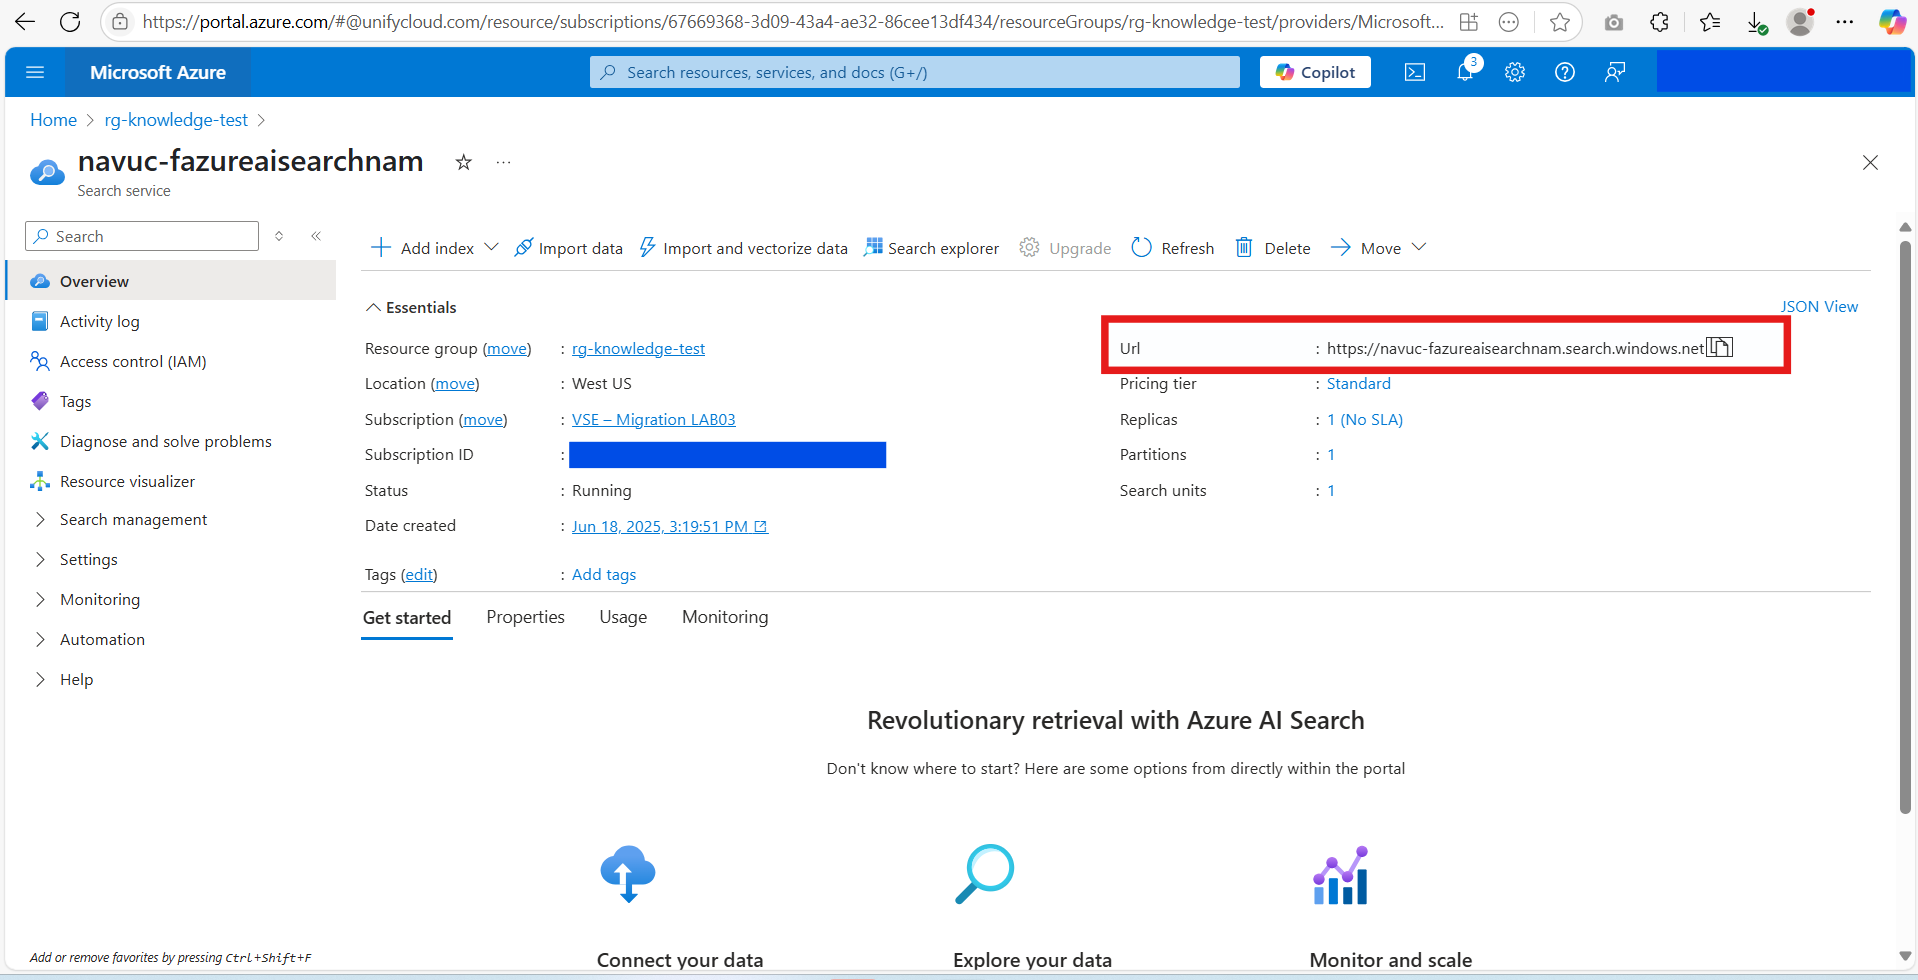 https://portal.azure.com/#@unifycloud.com/resource/subscriptions/67669368-3d09-43a4-ae32-86cee13df434/resourceGroups/rg-knowledge-test/providers/Microsoft...
Microsoft Azure
Search resources, services, and docs (G+/)
Copilot
3
Home > rg-knowledge-test >
navuc-fazureaisearchnam
Search service
Search
Add index
Import data
Import and vectorize data
Search explorer
Upgrade
Refresh
Delete
Move
Overview
Activity log
Access control (IAM)
Tags
Diagnose and solve problems
Resource visualizer
Search management
Settings
Monitoring
Automation
Help
Essentials
JSON View
Resource group (move) : rg-knowledge-test
Location (move) : West US
Subscription (move) : VSE – Migration LAB03
Subscription ID :
Status : Running
Date created : Jun 18, 2025, 3:19:51 PM
Url : https://navuc-fazureaisearchnam.search.windows.net
Pricing tier : Standard
Replicas : 1 (No SLA)
Partitions : 1
Search units : 1
Tags (edit) : Add tags
Get started
Properties
Usage
Monitoring
Revolutionary retrieval with Azure AI Search
Don't know where to start? Here are some options from directly within the portal
Connect your data
Explore your data
Monitor and scale
Add or remove favorites by pressing Ctrl+Shift+F